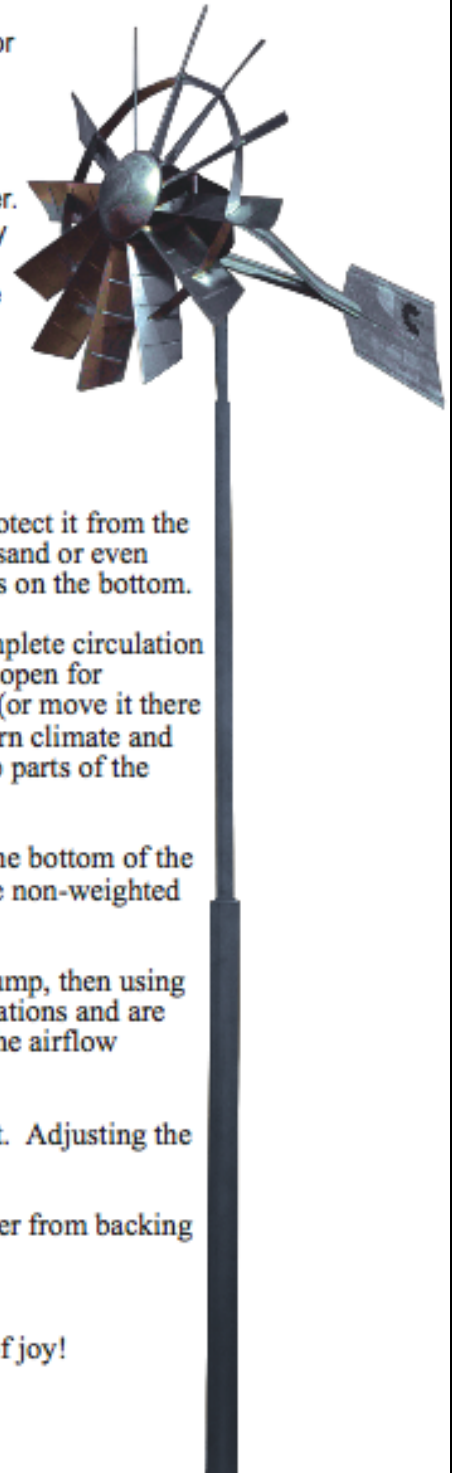 or
er.
y
e
otect it from the
sand or even
s on the bottom.
nplete circulation
open for
(or move it there
rn climate and
o parts of the
he bottom of the
e non-weighted
ump, then using
ations and are
he airflow
t. Adjusting the
er from backing
f joy!